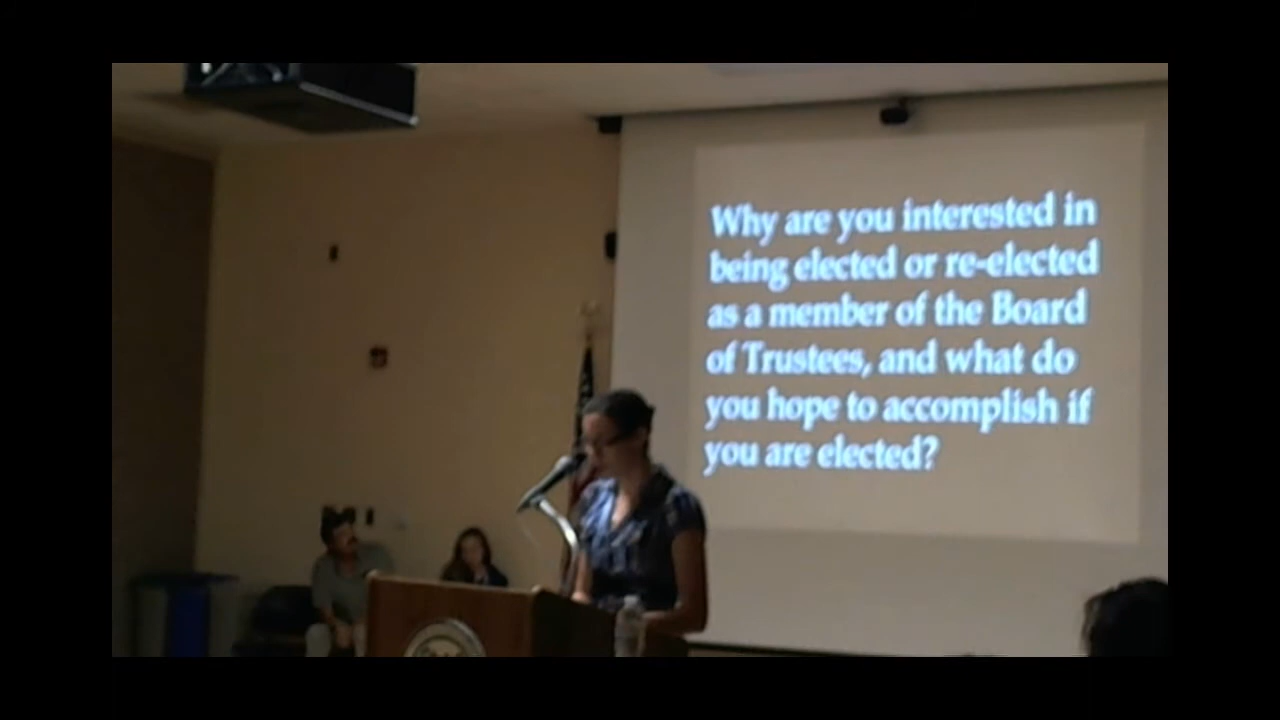 Why are you interested in
being elected or re-elected
as a member of the Board
of Trustees, and what do
you hope to accomplish if
you are elected?